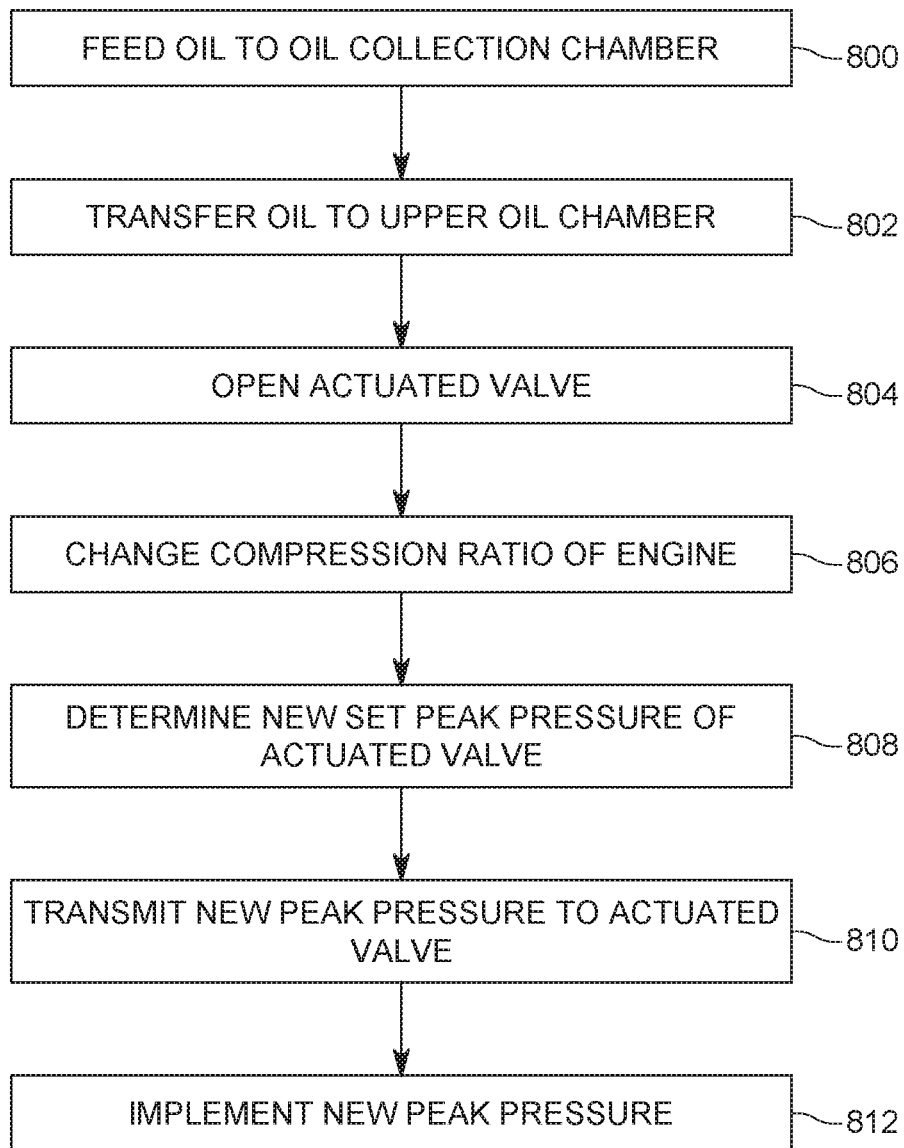 FEED OIL TO OIL COLLECTION CHAMBER
800
TRANSFER OIL TO UPPER OIL CHAMBER
802
OPEN ACTUATED VALVE
804
CHANGE COMPRESSION RATIO OF ENGINE
806
DETERMINE NEW SET PEAK PRESSURE OF
ACTUATED VALVE
808
TRANSMIT NEW PEAK PRESSURE TO ACTUATED
VALVE
810
IMPLEMENT NEW PEAK PRESSURE
812